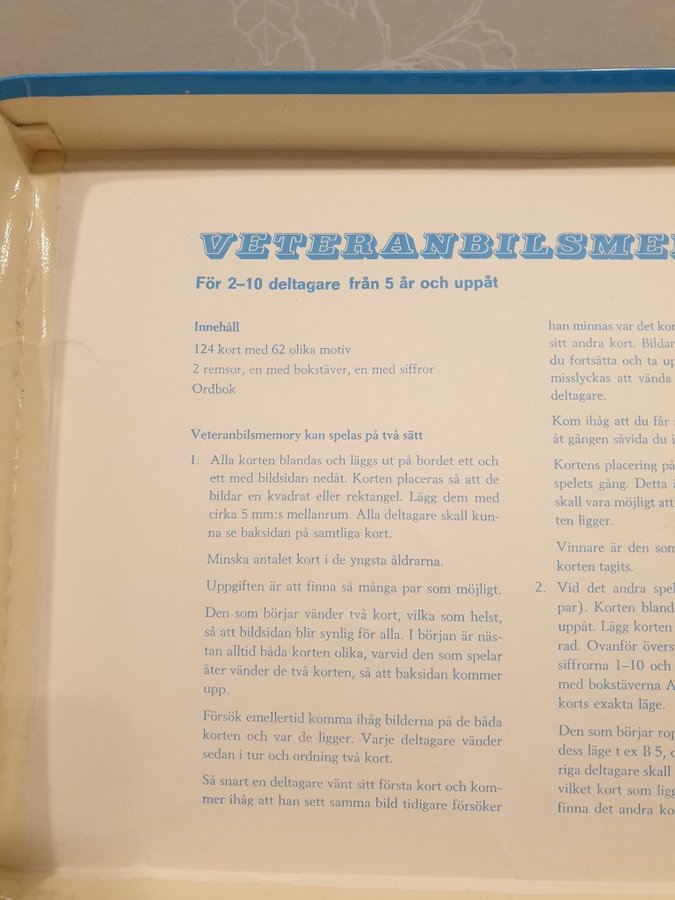 VETERANBILSME
För 2–10 deltagare från 5 år och uppåt
Innehåll
124 kort med 62 olika motiv
2 remsor, en med bokstäver, en med siffror
Ordbok
Veteranbilsmemory kan spelas på två sätt
1. Alla korten blandas och läggs ut på bordet ett och
ett med bildsidan nedåt. Korten placeras så att de
bildar en kvadrat eller rektangel. Lägg dem med
cirka 5 mm:s mellanrum. Alla deltagare skall kun-
na se baksidan på samtliga kort.
Minska antalet kort i de yngsta åldrarna.
Uppgiften är att finna så många par som möjligt.
Den som börjar vänder två kort, vilka som helst,
så att bildsidan blir synlig för alla. I början är näs-
tan alltid båda korten olika, varvid den som spelar
åter vänder de två korten, så att baksidan kommer
upp.
Försök emellertid komma ihåg bilderna på de båda
korten och var de ligger. Varje deltagare vänder
sedan i tur och ordning två kort.
Så snart en deltagare vänt sitt första kort och kom-
mer ihåg att han sett samma bild tidigare försöker
han minnas var det kor
sitt andra kort. Bildar
du fortsätta och ta up
misslyckas att vända
deltagare.
Kom ihåg att du får
åt gången såvida du i
Kortens placering på
spelets gång. Detta
skall vara möjligt att
ten ligger.
Vinnare är den som
korten tagits.
2. Vid det andra spel
par). Korten bland
uppåt. Lägg korten
rad. Ovanför övers
siffrorna 1–10 och
med bokstäverna A
korts exakta läge.
Den som börjar rop
dess läge t ex B 5, 
riga deltagare skall
vilket kort som ligg
finna det andra ko